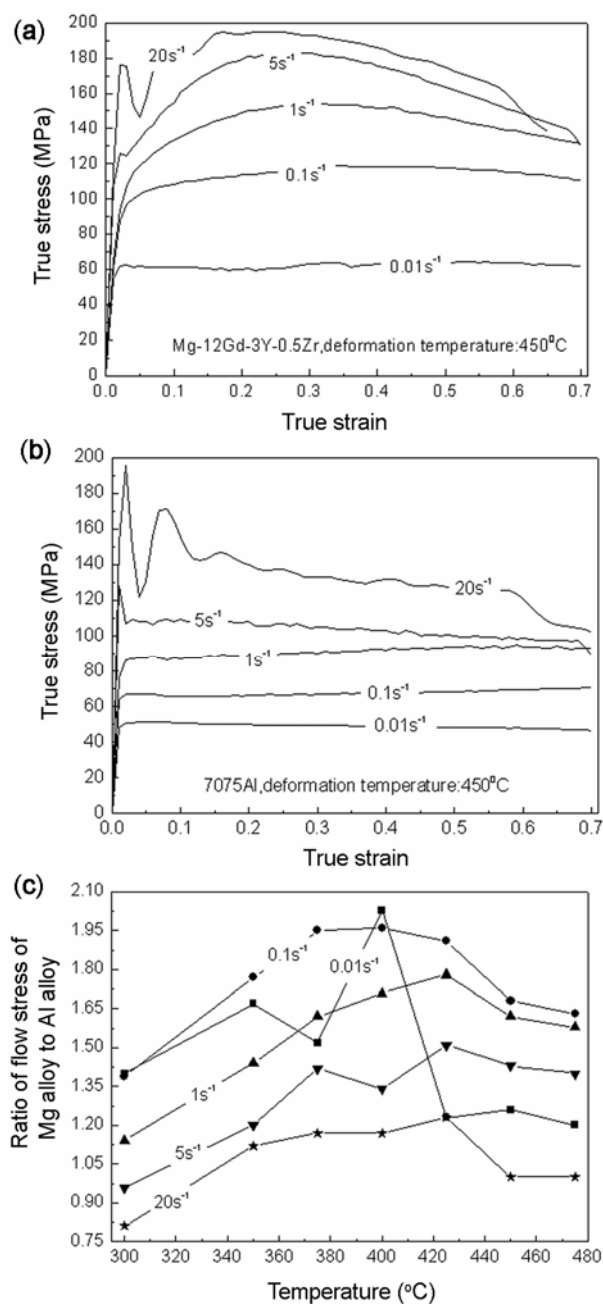 (a)
200
180
160
140
120
100
80
60
40
20
0
True stress (MPa)
20s⁻¹
5s⁻¹
1s⁻¹
0.1s⁻¹
0.01s⁻¹
Mg-12Gd-3Y-0.5Zr,deformation temperature:450⁰C
0.0 0.1 0.2 0.3 0.4 0.5 0.6 0.7
True strain
(b)
200
180
160
140
120
100
80
60
40
20
0
True stress (MPa)
20s⁻¹
5s⁻¹
1s⁻¹
0.1s⁻¹
0.01s⁻¹
7075Al,deformation temperature:450⁰C
0.0 0.1 0.2 0.3 0.4 0.5 0.6 0.7
True strain
(c)
2.10
1.95
1.80
1.65
1.50
1.35
1.20
1.05
0.90
0.75
Ratio of flow stress of
Mg alloy to Al alloy
0.1s⁻¹
0.01s⁻¹
1s⁻¹
5s⁻¹
20s⁻¹
300 320 340 360 380 400 420 440 460 480
Temperature (°C)